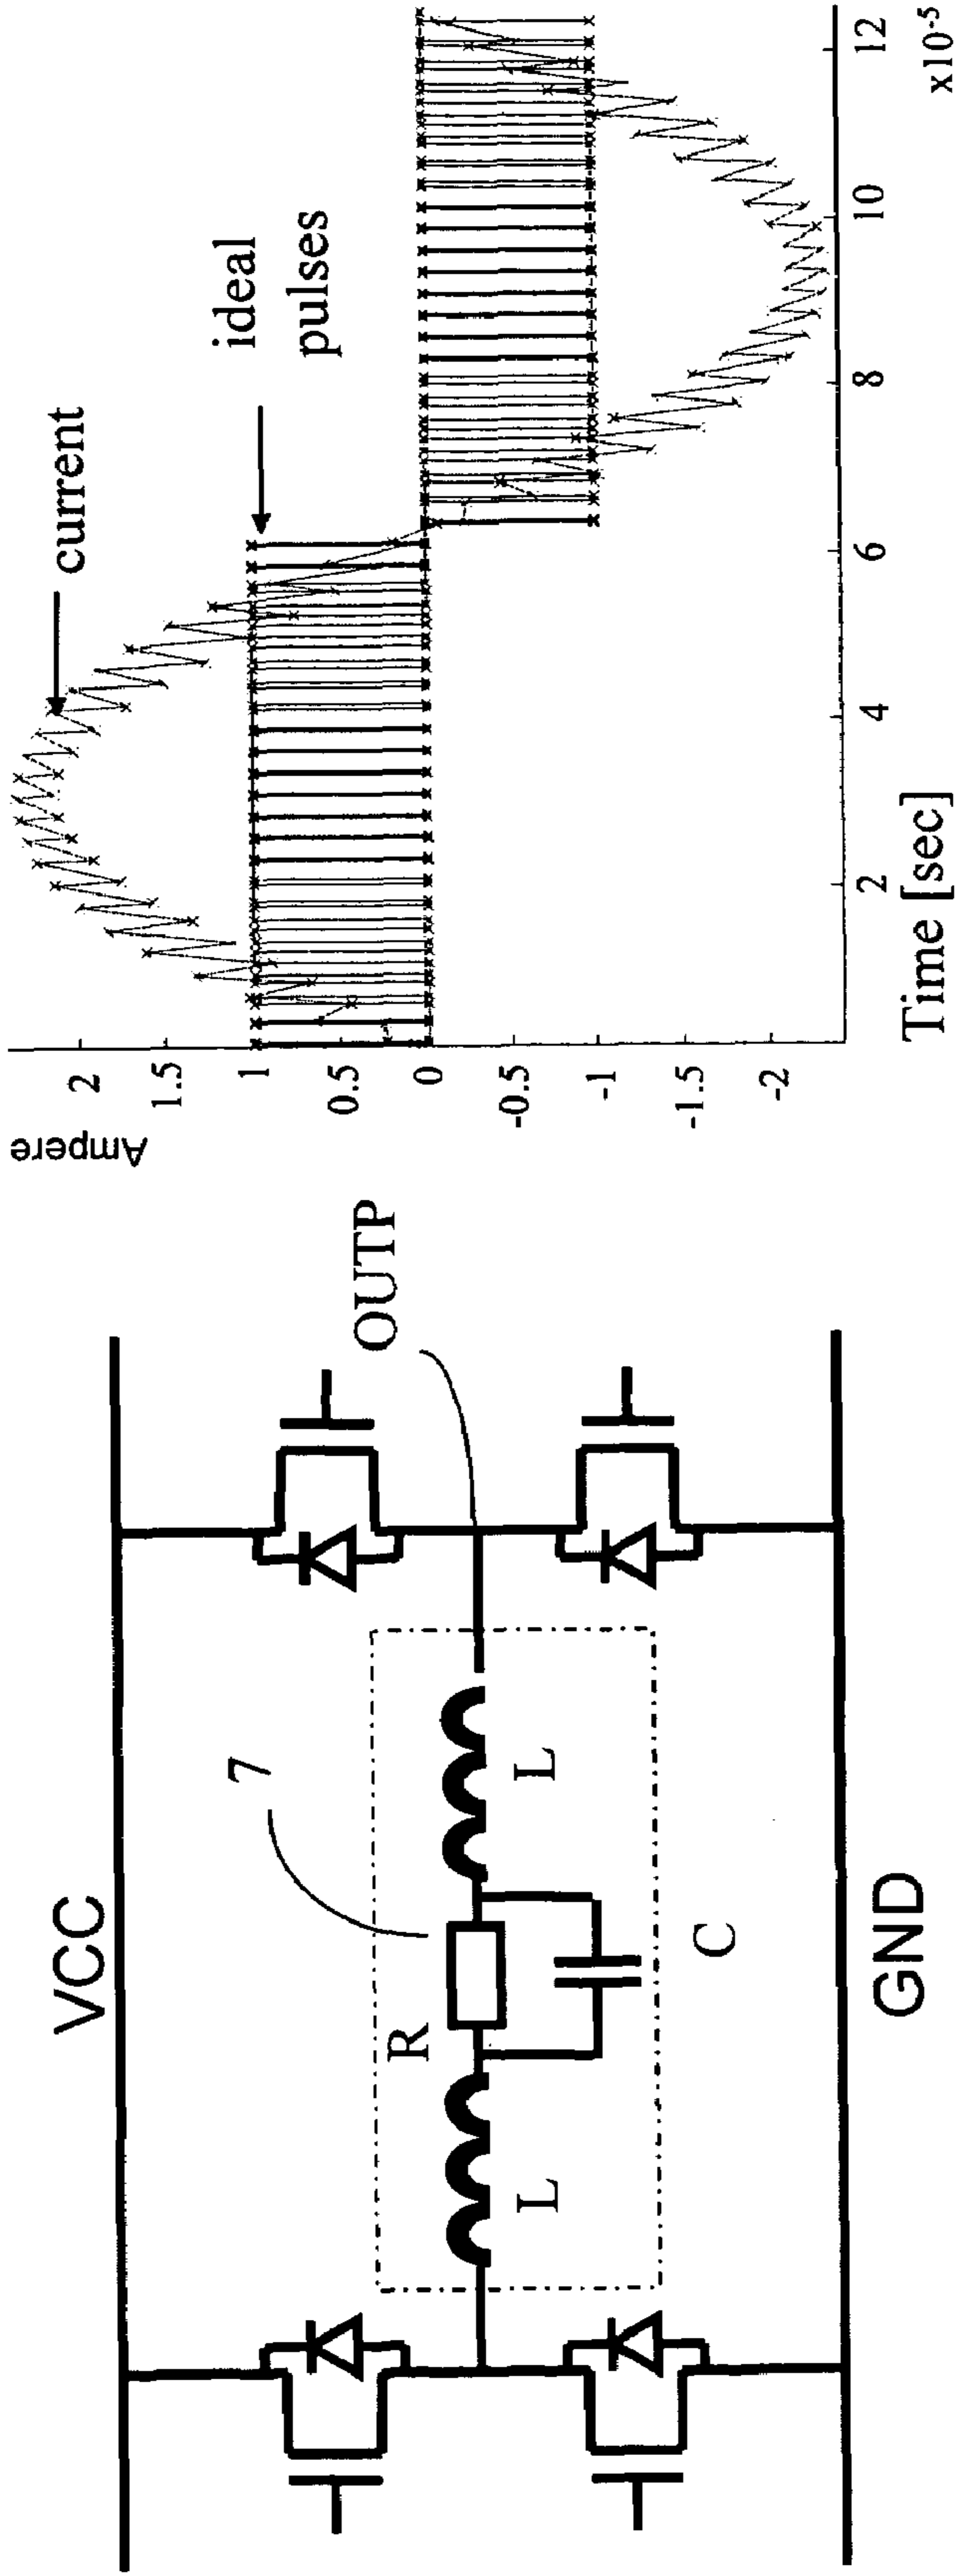 VCC
7
R
L
L
C
OUTP
GND
Ampere
2
1.5
1
0.5
0
-0.5
-1
-1.5
-2
current
ideal
pulses
2
4
6
8
10
12
x10-5
Time [sec]